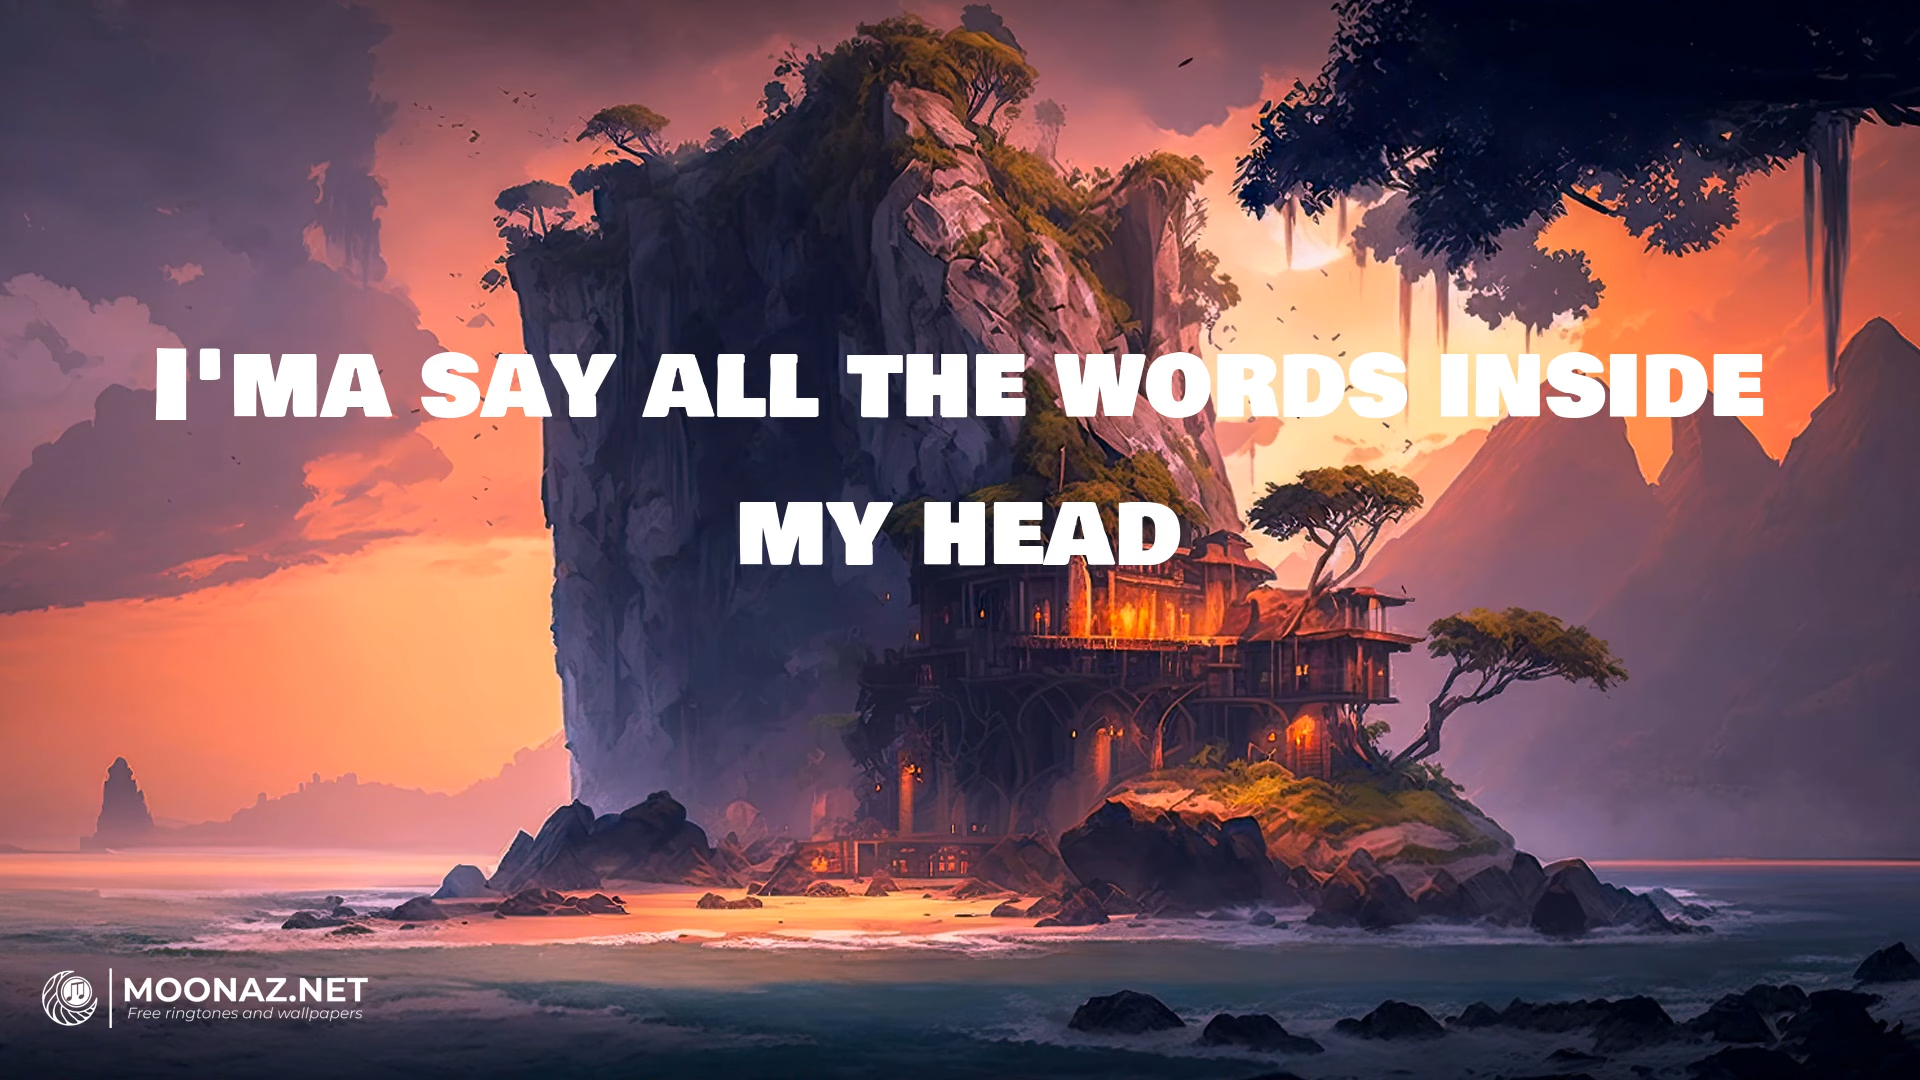 I'MA SAY ALL THE WORDS INSIDE
MY HEAD
MOONAZ.NET
Free ringtones and wallpapers